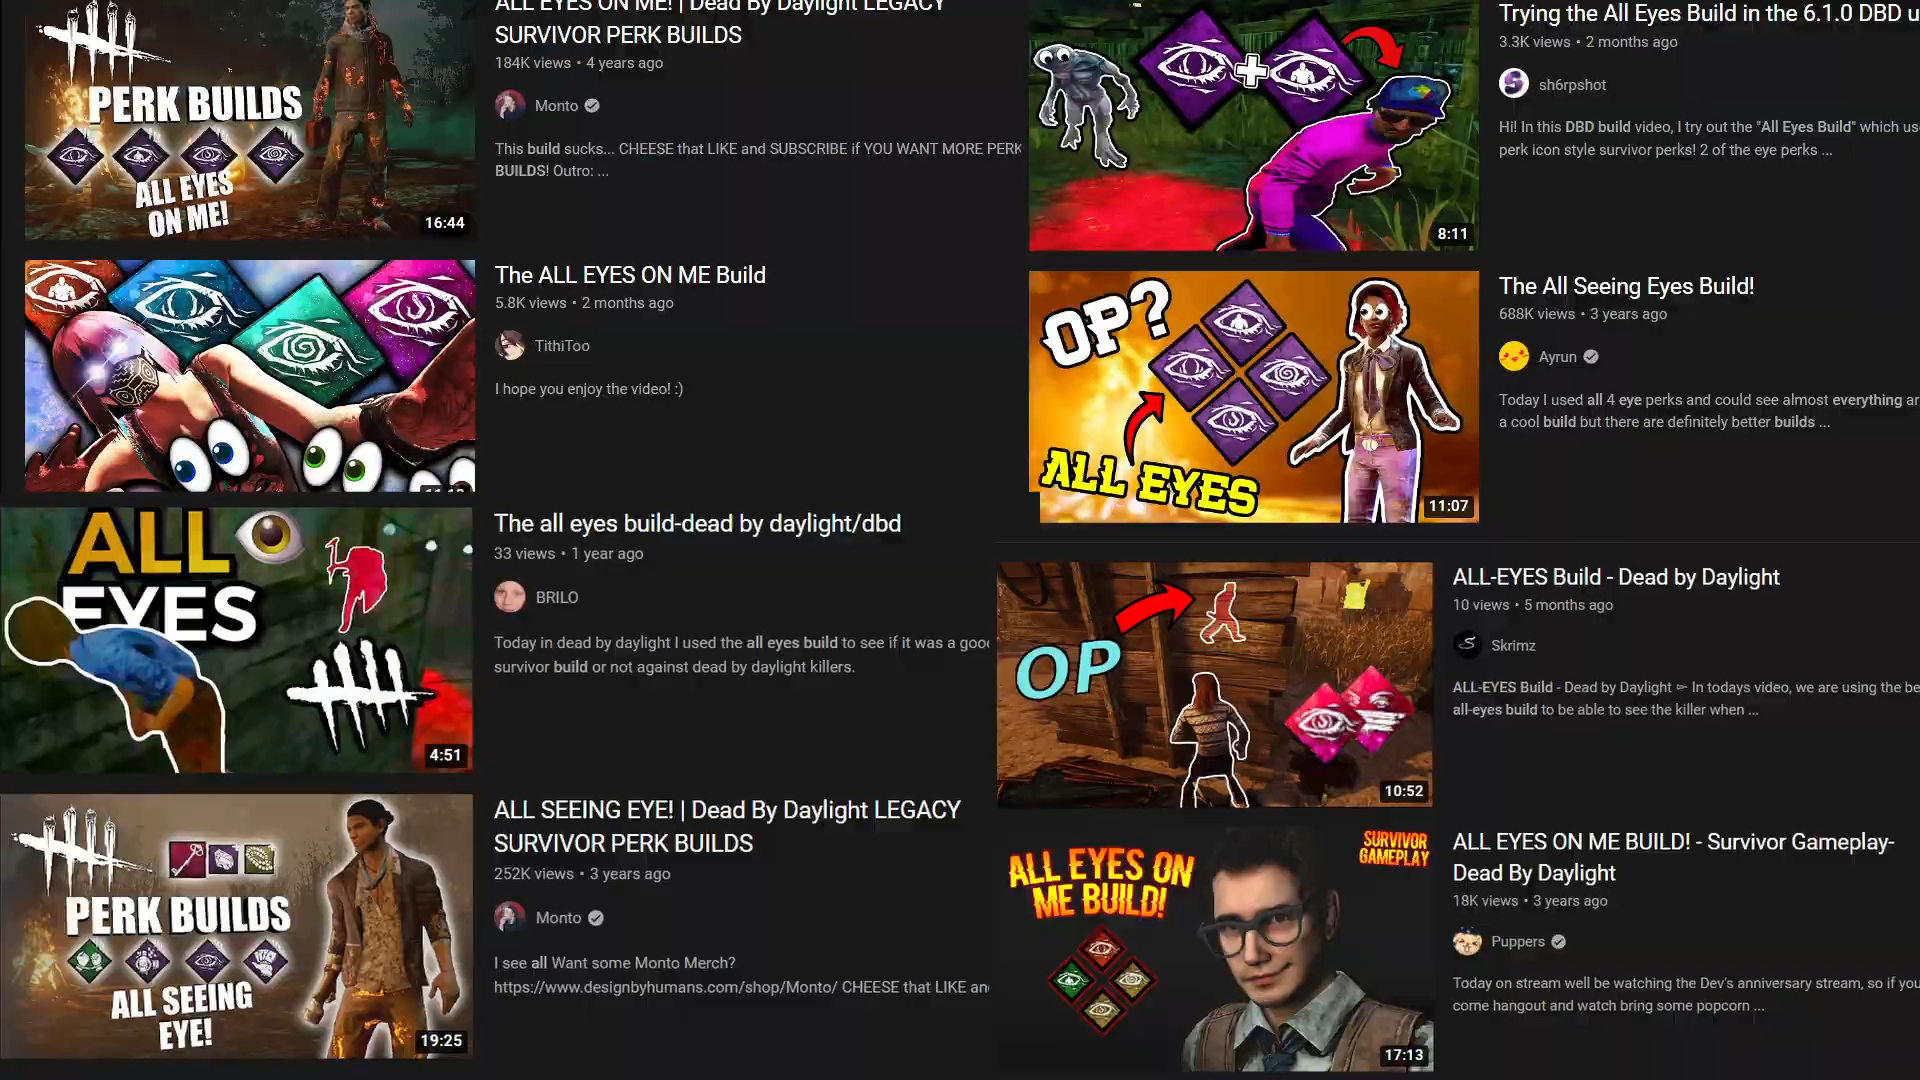 ALL EYES ON ME! | Dead By Daylight LEGACY
SURVIVOR PERK BUILDS
184K views • 4 years ago
Monto
This build sucks... CHEESE that LIKE and SUBSCRIBE if YOU WANT MORE PERK
BUILDS! Outro: ...
PERK BUILDS
ALL EYES
ON ME!
16:44
The ALL EYES ON ME Build
5.8K views • 2 months ago
TithiToo
I hope you enjoy the video! :)
ALL
EYES
4:51
The all eyes build-dead by daylight/dbd
33 views • 1 year ago
BRILO
Today in dead by daylight I used the all eyes build to see if it was a good
survivor build or not against dead by daylight killers.
PERK BUILDS
ALL SEEING
EYE!
19:25
ALL SEEING EYE! | Dead By Daylight LEGACY
SURVIVOR PERK BUILDS
252K views • 3 years ago
Monto
I see all Want some Monto Merch?
https://www.designbyhumans.com/shop/Monto/ CHEESE that LIKE and
8:11
Trying the All Eyes Build in the 6.1.0 DBD u
3.3K views • 2 months ago
sh6rpshot
Hi! In this DBD build video, I try out the "All Eyes Build" which us
perk icon style survivor perks! 2 of the eye perks ...
OP?
ALL EYES
11:07
The All Seeing Eyes Build!
688K views • 3 years ago
Ayrun
Today I used all 4 eye perks and could see almost everything ar
a cool build but there are definitely better builds ...
OP
10:52
ALL-EYES Build - Dead by Daylight
10 views • 5 months ago
Skrimz
ALL-EYES Build - Dead by Daylight ➣ In todays video, we are using the be
all-eyes build to be able to see the killer when ...
SURVIVOR
GAMEPLAY
ALL EYES ON
ME BUILD!
17:13
ALL EYES ON ME BUILD! - Survivor Gameplay-
Dead By Daylight
18K views • 3 years ago
Puppers
Today on stream well be watching the Dev's anniversary stream, so if you
come hangout and watch bring some popcorn ...